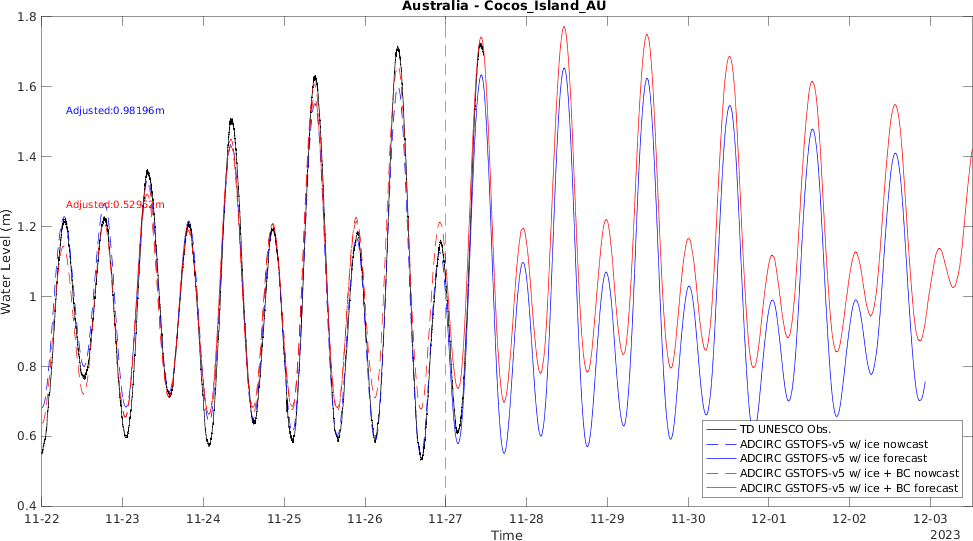 Australia - Cocos_Island_AU
1.8
1.6
1.4
1.2
1
0.8
0.6
0.4
Water Level (m)
Adjusted:0.98196m
Adjusted:0.52952m
TD UNESCO Obs.
ADCIRC GSTOFS-v5 w/ ice nowcast
ADCIRC GSTOFS-v5 w/ ice forecast
ADCIRC GSTOFS-v5 w/ ice + BC nowcast
ADCIRC GSTOFS-v5 w/ ice + BC forecast
11-22 11-23 11-24 11-25 11-26 11-27 11-28 11-29 11-30 12-01 12-02 12-03
Time
2023